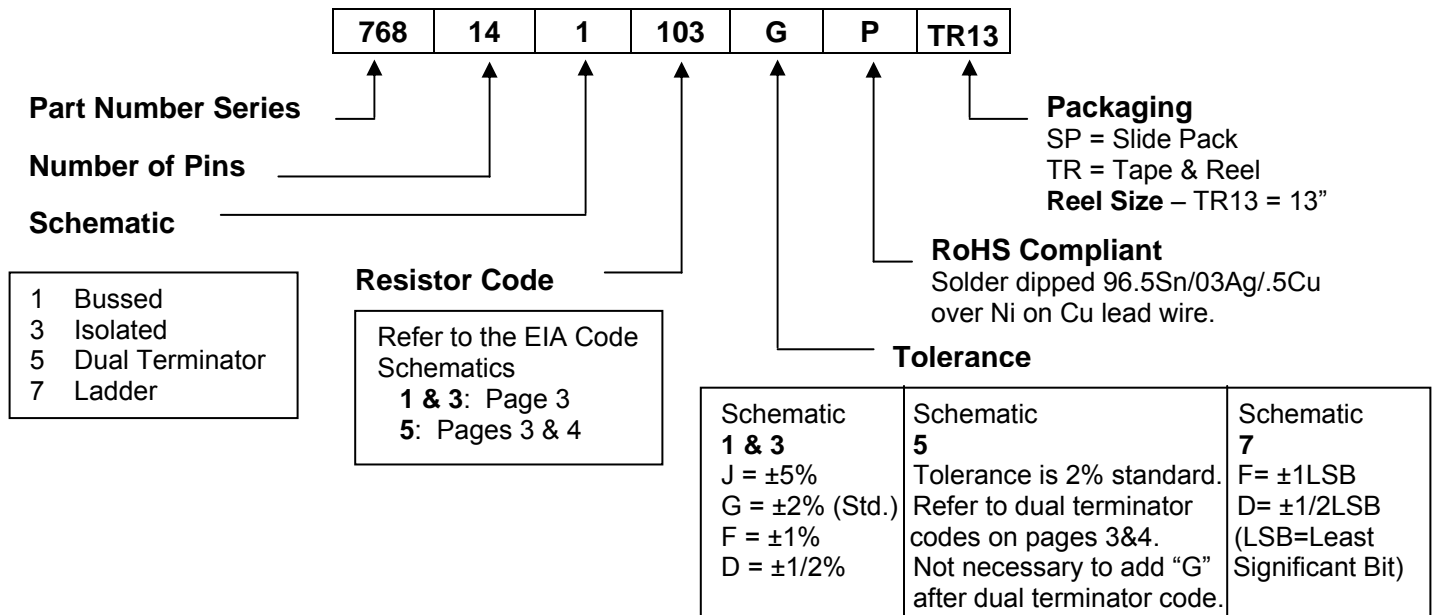 768 14 1 103 G P TR13
Part Number Series
Number of Pins
Schematic
1 Bussed
3 Isolated
5 Dual Terminator
7 Ladder
Resistor Code
Refer to the EIA Code
Schematics
1 & 3: Page 3
5: Pages 3 & 4
Packaging
SP = Slide Pack
TR = Tape & Reel
Reel Size – TR13 = 13”
RoHS Compliant
Solder dipped 96.5Sn/03Ag/.5Cu
over Ni on Cu lead wire.
Tolerance
Schematic
1 & 3
J = ±5%
G = ±2% (Std.)
F = ±1%
D = ±1/2%
Schematic
5
Tolerance is 2% standard.
Refer to dual terminator
codes on pages 3&4.
Not necessary to add “G”
after dual terminator code.
Schematic
7
F= ±1LSB
D= ±1/2LSB
(LSB=Least
Significant Bit)